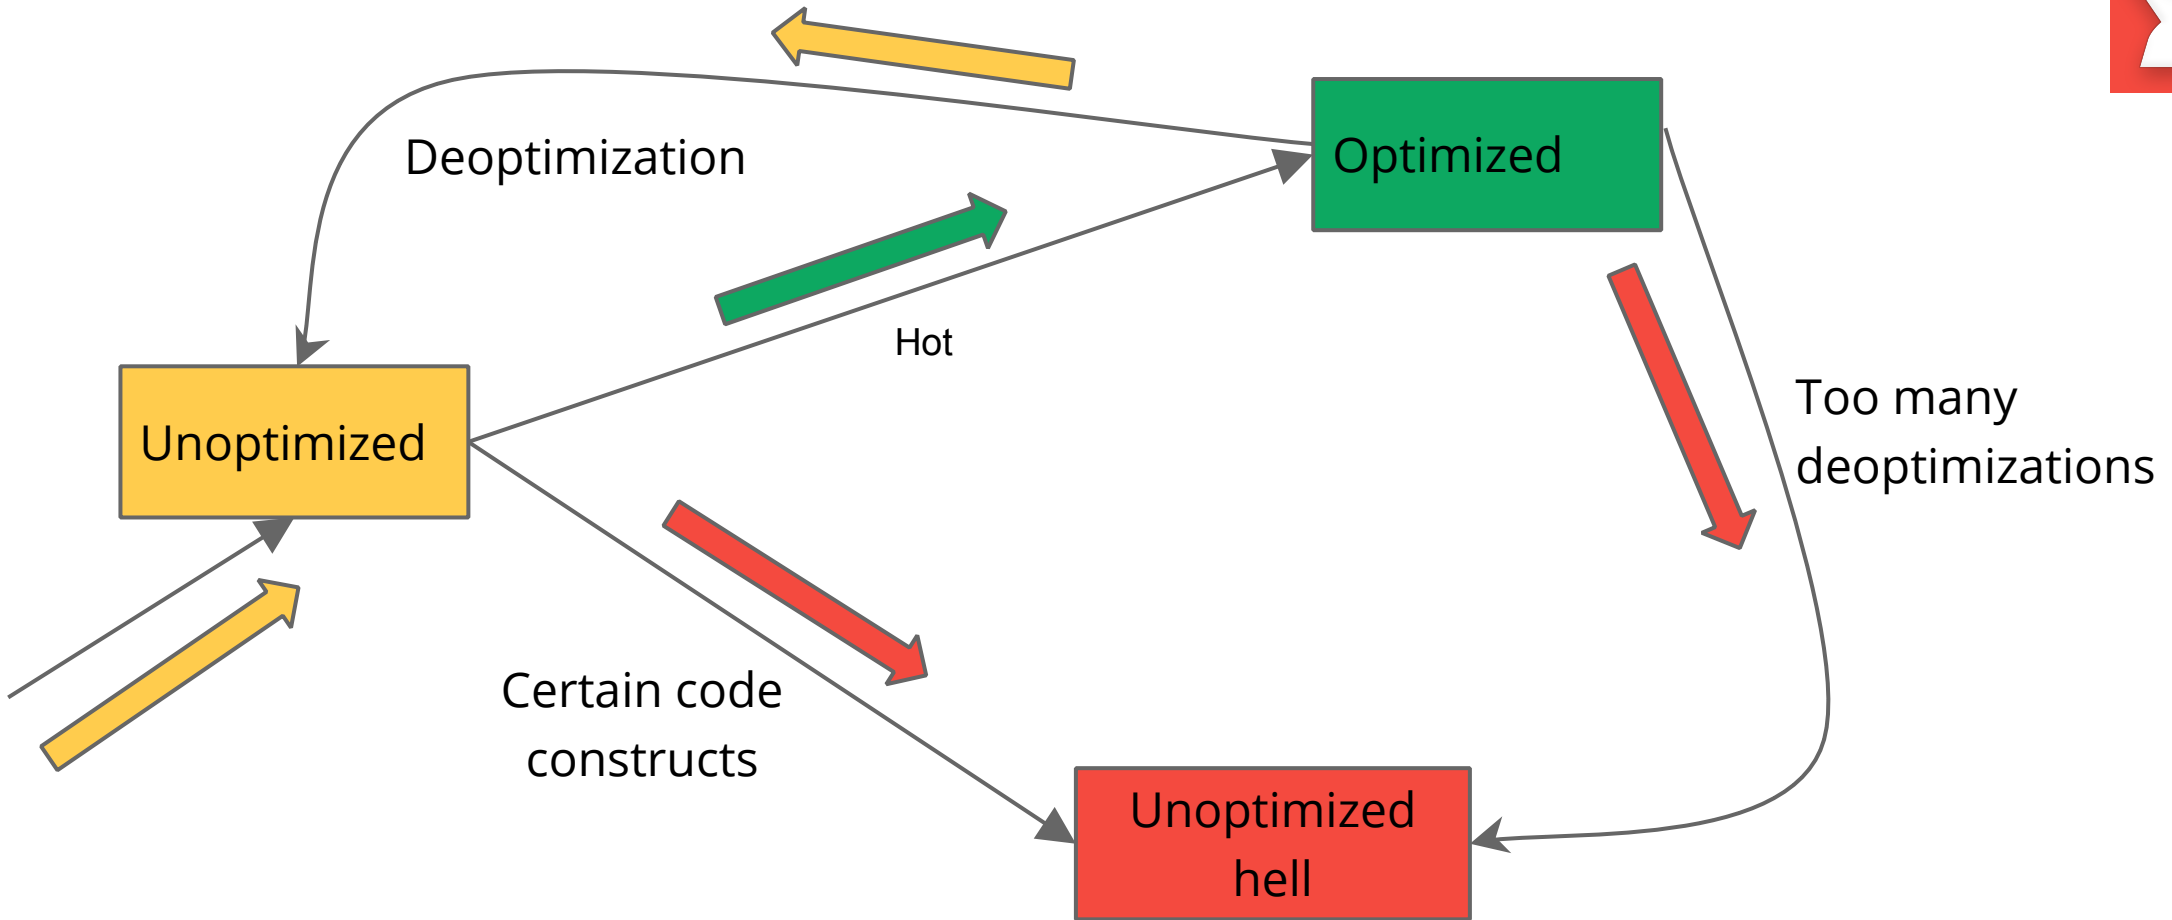 Deoptimization
Optimized
Hot
Unoptimized
Too many
deoptimizations
Certain code
constructs
Unoptimized
hell